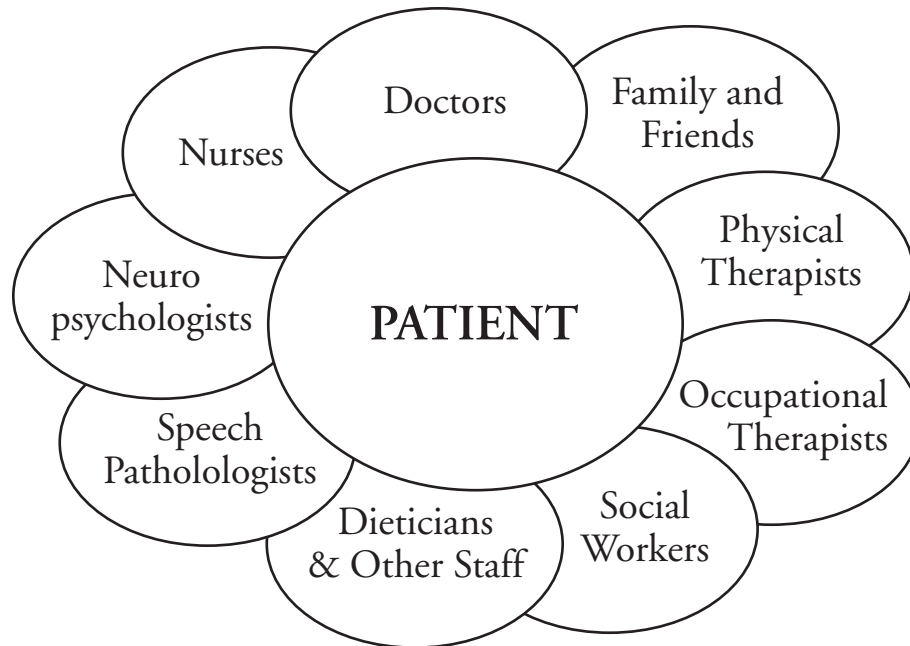 Doctors
Family and
Friends
Nurses
Physical
Therapists
Neuro
psychologists
PATIENT
Occupational
Therapists
Speech
Patholologists
Social
Workers
Dieticians
& Other Staff